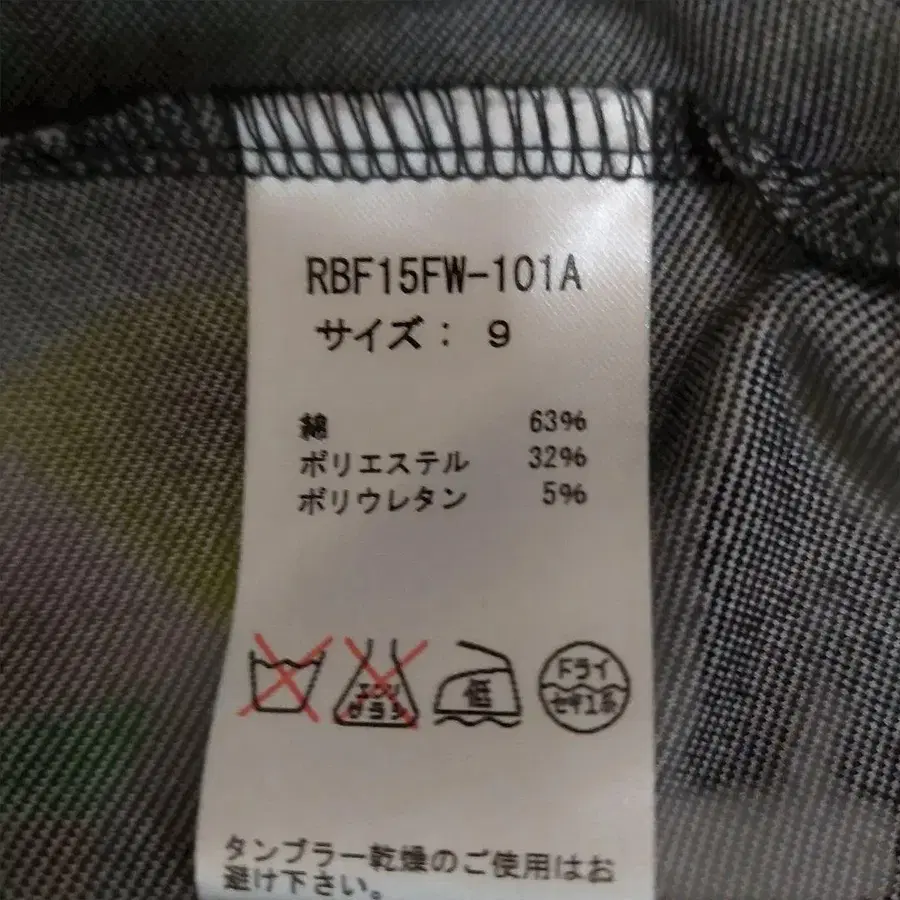 RBF15FW-101A
サイズ: 9
綿 63%
ポリエステル 32%
ポリウレタン 5%
エンソ
サラシ
低
ドライ
セキユ系
タンブラー乾燥のご使用はお
避け下さい。